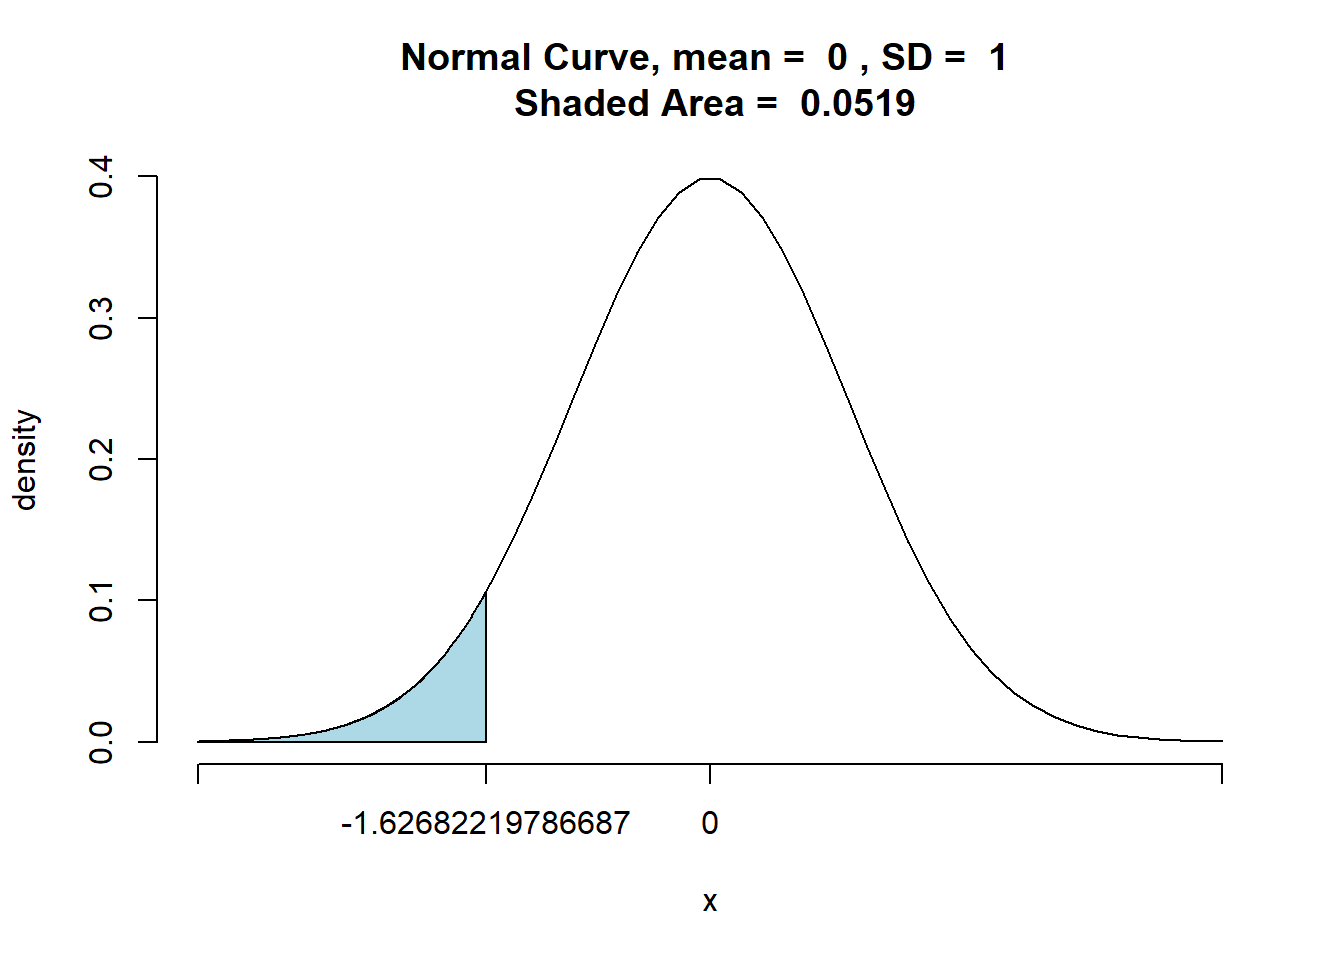 Normal Curve, mean =  0 , SD =  1
Shaded Area =  0.0519
0.4
0.3
0.2
0.1
0.0
density
-1.62682219786687
0
x